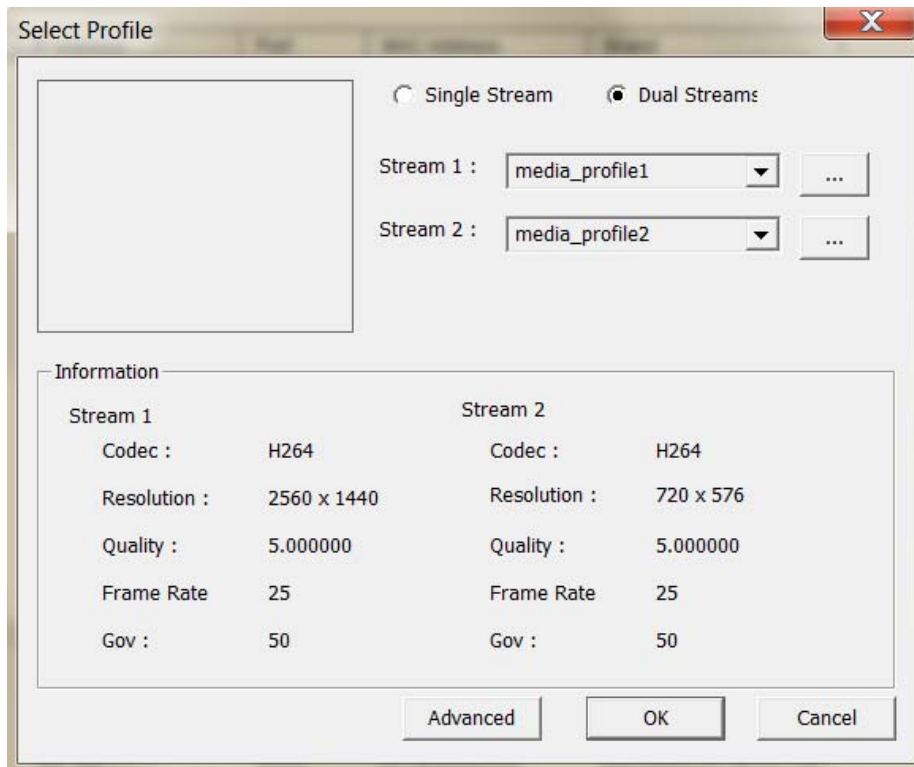 Select Profile
X
Single Stream
Dual Streams
Stream 1 :
media_profile1
...
Stream 2 :
media_profile2
...
Information
Stream 1
Codec : H264
Resolution : 2560 x 1440
Quality : 5.000000
Frame Rate 25
Gov : 50
Stream 2
Codec : H264
Resolution : 720 x 576
Quality : 5.000000
Frame Rate 25
Gov : 50
Advanced
OK
Cancel